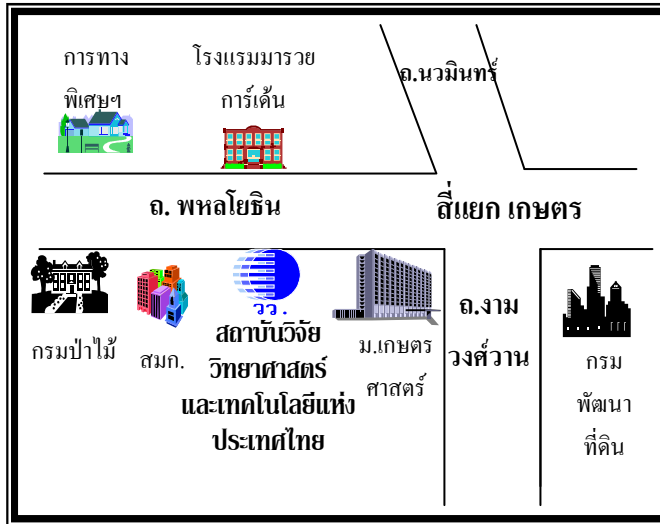 การทาง
พิเศษฯ
โรงแรมมารวย
การ์เด้น
ถ.นวมินทร์
ถ. พหลโยธิน
สี่แยก เกษตร
กรมป่าไม้
สมก.
วว.
สถาบันวิจัย
วิทยาศาสตร์
และเทคโนโลยีแห่ง
ประเทศไทย
ม.เกษตร
ศาสตร์
ถ.งาม
วงศ์วาน
กรม
พัฒนา
ที่ดิน